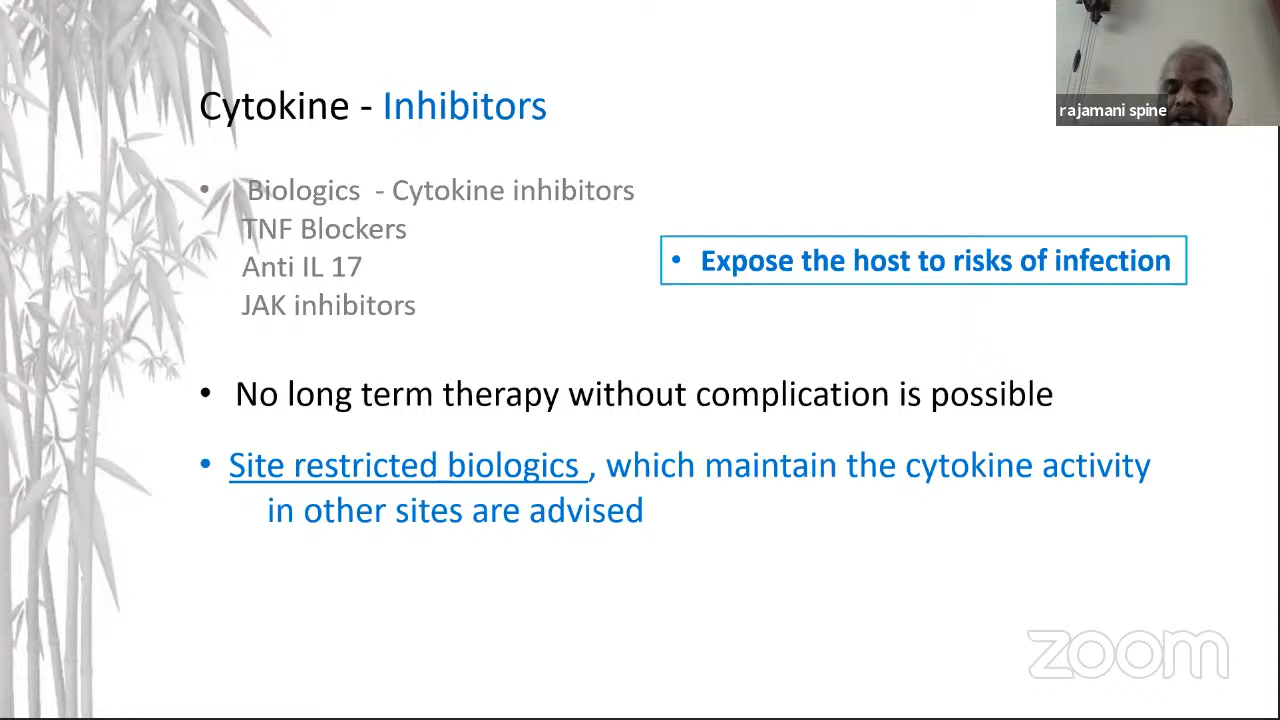 rajamani spine
Cytokine - Inhibitors
• Biologics - Cytokine inhibitors
TNF Blockers
Anti IL 17
JAK inhibitors
• Expose the host to risks of infection
• No long term therapy without complication is possible
• Site restricted biologics , which maintain the cytokine activity
in other sites are advised
zoom